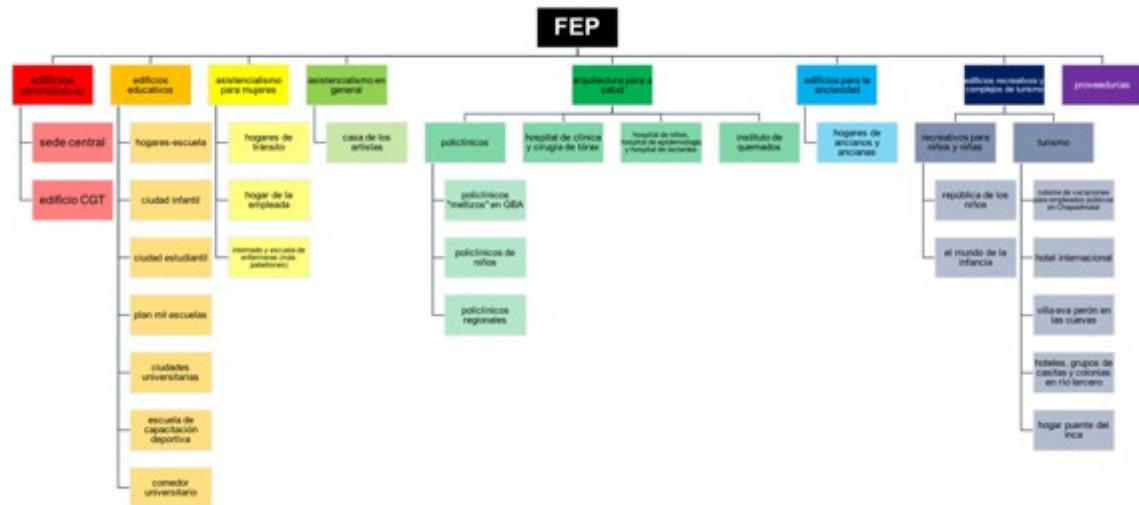 FEP
edificios
administrativos
edificios
educativos
asistencialismo
para mujeres
asistencialismo en
general
arquitectura para a
salud
edificios para la
ancianidad
edificios recreativos y
complejos de turismo
proveedurías
sede central
hogares-escuela
hogares de
tránsito
casa de los
artistas
policlínicos
hospital de clínica
y cirugía de tórax
hospital de niños,
hospital de epidemiología
y hospital de lactantes
instituto de
quemados
hogares de
ancianos y
ancianas
recreativos para
niños y niñas
turismo
edificio CGT
ciudad infantil
hogar de la
empleada
policlínicos
"mellizos" en GBA
república de los
niños
colonia de vacaciones
para empleados públicos
en Chapadmalal
ciudad estudiantil
internado y escuela de
enfermeras (más
pabellones)
policlínicos de
niños
el mundo de la
infancia
hotel internacional
plan mil escuelas
policlínicos
regionales
villa eva perón en
las cuevas
ciudades
universitarias
hoteles, grupos de
casitas y colonias
en río tercero
escuela de
capacitación
deportiva
hogar puente del
inca
comedor
universitario